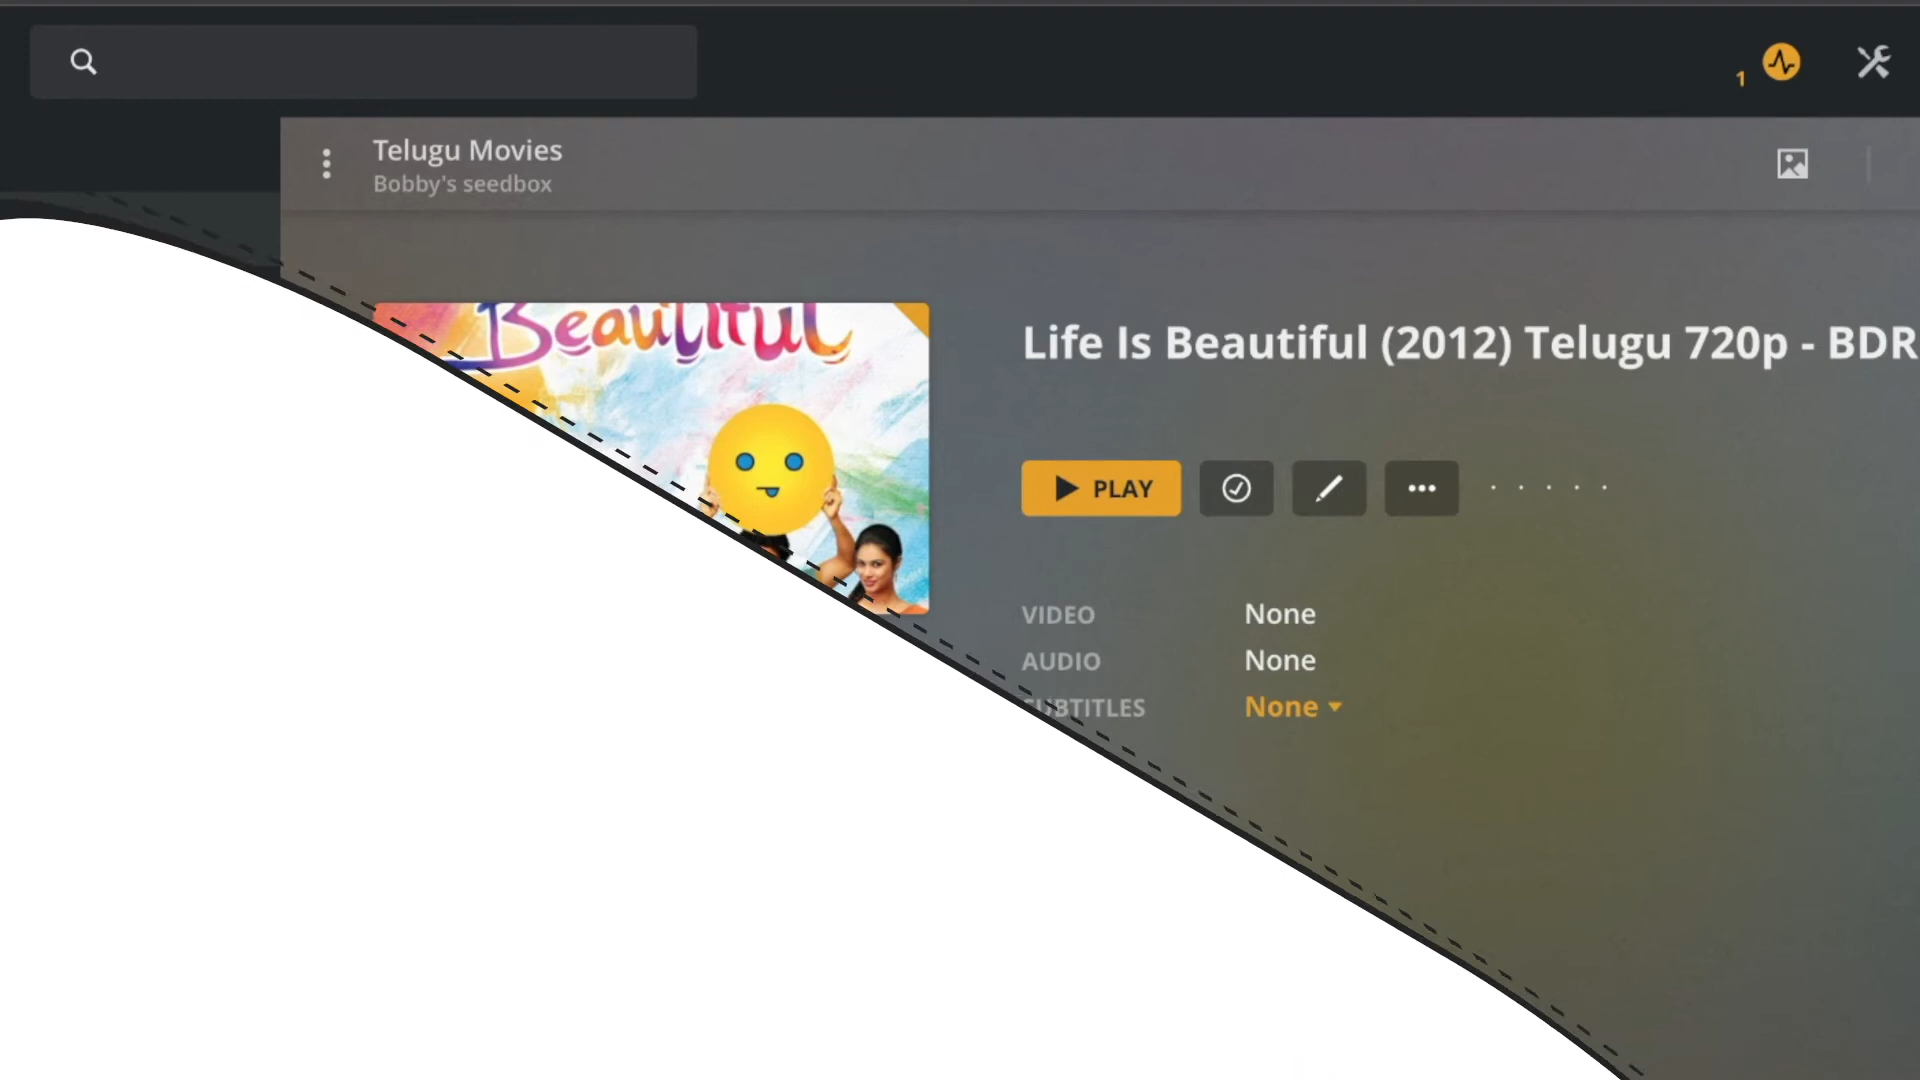 1
Telugu Movies
Bobby's seedbox
Beautiful
Life Is Beautiful (2012) Telugu 720p - BDR
PLAY
VIDEO None
AUDIO None
SUBTITLES None